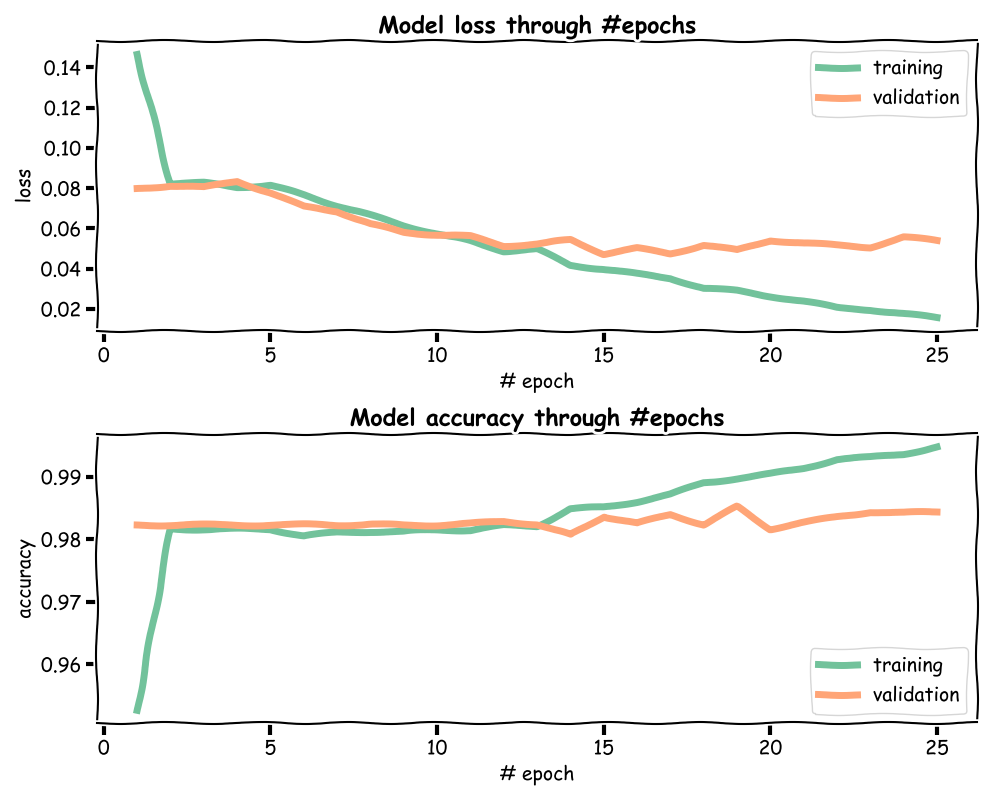 Model loss through #epochs
training
validation
loss
0.14
0.12
0.10
0.08
0.06
0.04
0.02
0 5 10 15 20 25
# epoch
Model accuracy through #epochs
accuracy
0.99
0.98
0.97
0.96
training
validation
0 5 10 15 20 25
# epoch